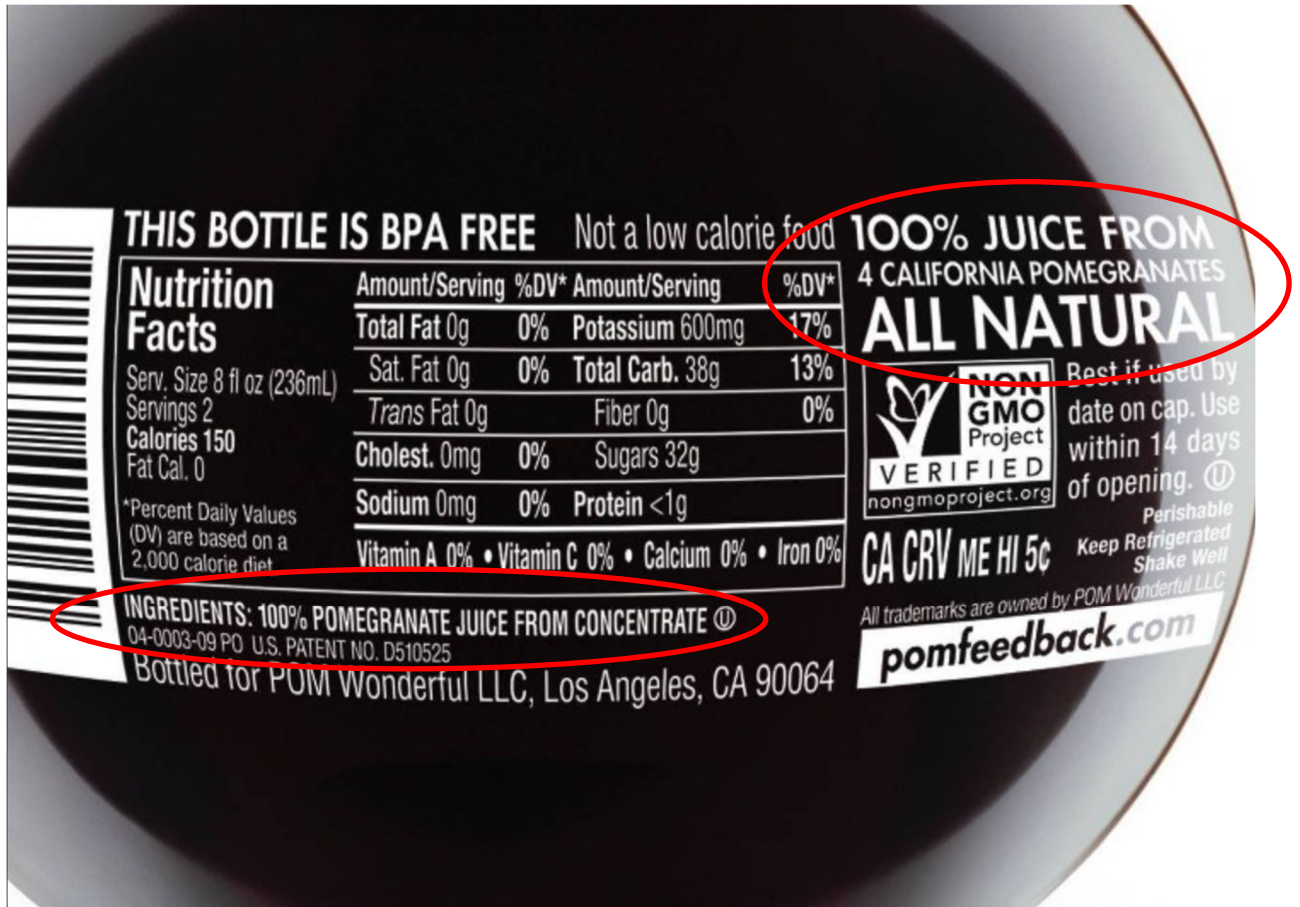 THIS BOTTLE IS BPA FREE Not a low calorie food
Nutrition
Facts
Serv. Size 8 fl oz (236mL)
Servings 2
Calories 150
Fat Cal. 0
*Percent Daily Values
(DV) are based on a
2,000 calorie diet
Amount/Serving %DV* Amount/Serving %DV*
Total Fat 0g 0% Potassium 600mg 17%
Sat. Fat 0g 0% Total Carb. 38g 13%
Trans Fat 0g Fiber 0g 0%
Cholest. 0mg 0% Sugars 32g
Sodium 0mg 0% Protein <1g
Vitamin A 0% • Vitamin C 0% • Calcium 0% • Iron 0%
INGREDIENTS: 100% POMEGRANATE JUICE FROM CONCENTRATE Ⓤ
04-0003-09 PO U.S. PATENT NO. D510525
Bottled for POM Wonderful LLC, Los Angeles, CA 90064
100% JUICE FROM
4 CALIFORNIA POMEGRANATES
ALL NATURAL
NON
GMO
Project
VERIFIED
nongmoproject.org
Best if used by
date on cap. Use
within 14 days
of opening. Ⓤ
CA CRV ME HI 5¢
Perishable
Keep Refrigerated
Shake Well
All trademarks are owned by POM Wonderful LLC
pomfeedback.com